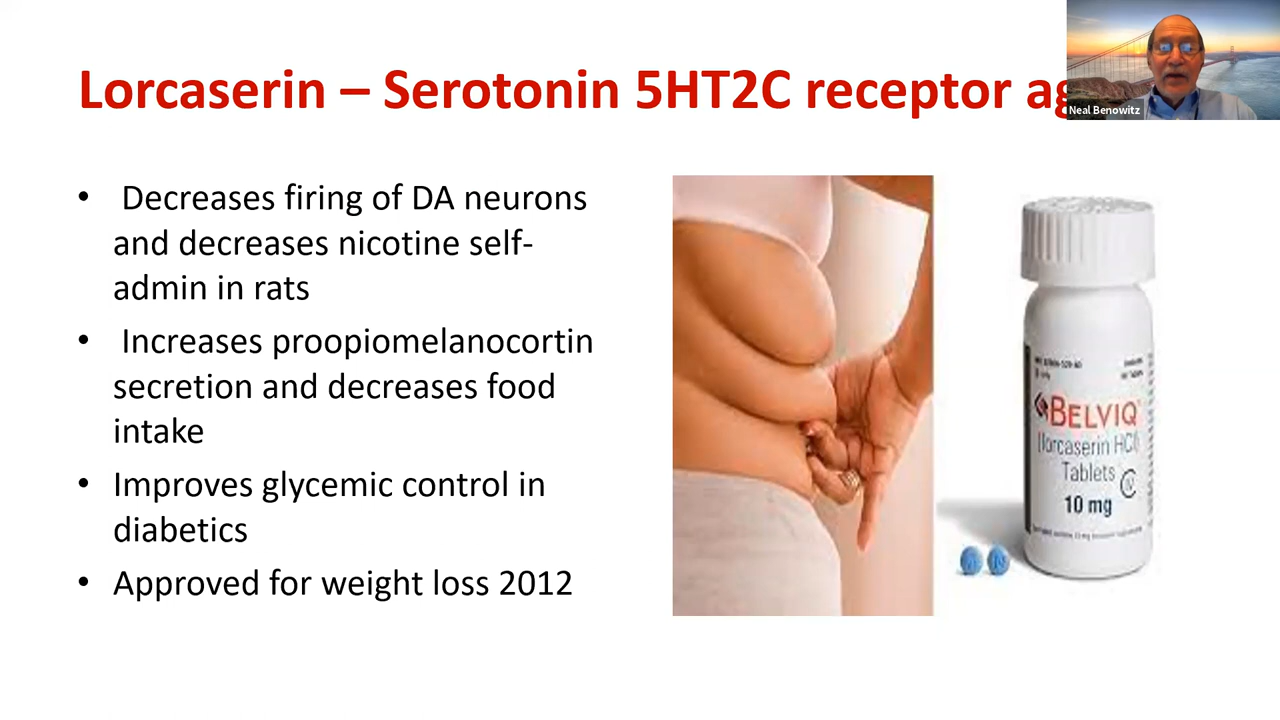 Lorcaserin – Serotonin 5HT2C receptor ag
Neal Benowitz
• Decreases firing of DA neurons
and decreases nicotine self-
admin in rats
• Increases proopiomelanocortin
secretion and decreases food
intake
• Improves glycemic control in
diabetics
• Approved for weight loss 2012
BELVIQ
(lorcaserin HCl)
Tablets
10 mg